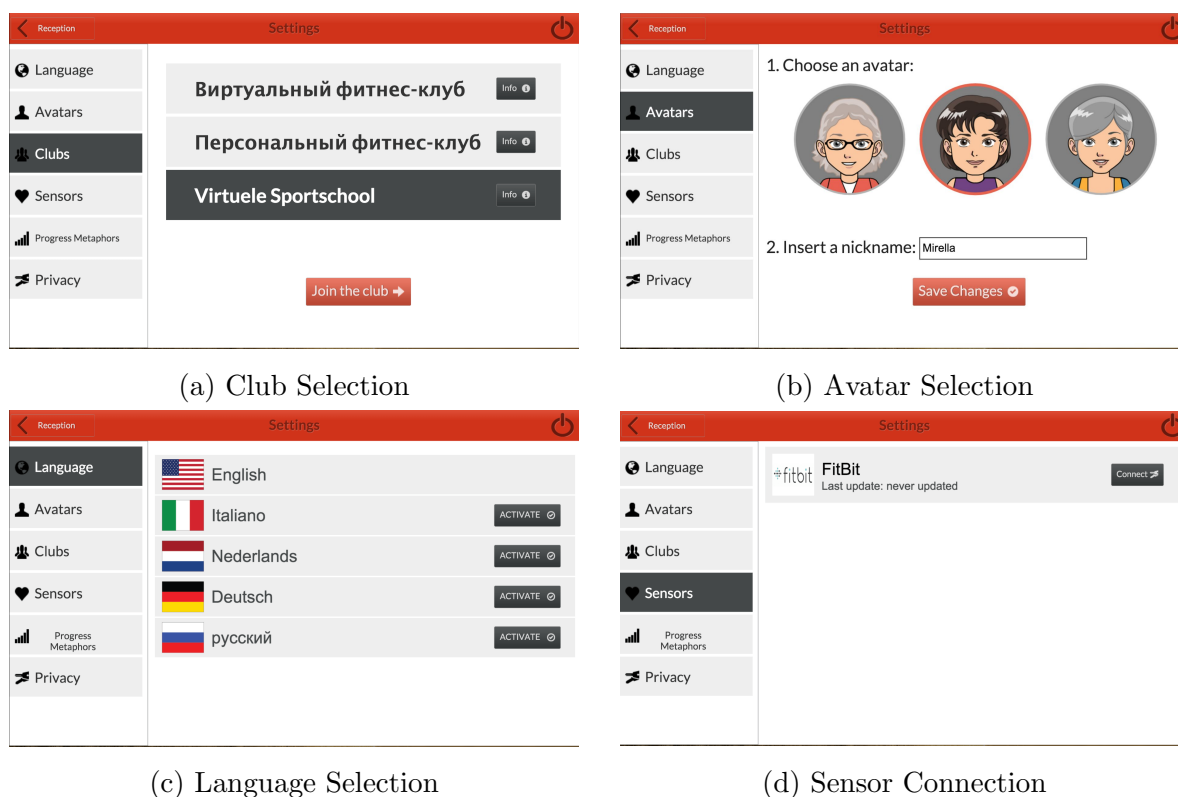 Reception
Settings
Language
Avatars
Clubs
Sensors
Progress Metaphors
Privacy
Виртуальный фитнес-клуб
Info
Персональный фитнес-клуб
Info
Virtuele Sportschool
Info
Join the club
(a) Club Selection
Reception
Settings
Language
Avatars
Clubs
Sensors
Progress Metaphors
Privacy
1. Choose an avatar:
2. Insert a nickname: Mirella
Save Changes
(b) Avatar Selection
Reception
Settings
Language
Avatars
Clubs
Sensors
Progress
Metaphors
Privacy
English
Italiano ACTIVATE
Nederlands ACTIVATE
Deutsch ACTIVATE
русский ACTIVATE
(c) Language Selection
Reception
Settings
Language
Avatars
Clubs
Sensors
Progress
Metaphors
Privacy
fitbit
FitBit
Last update: never updated
Connect
(d) Sensor Connection